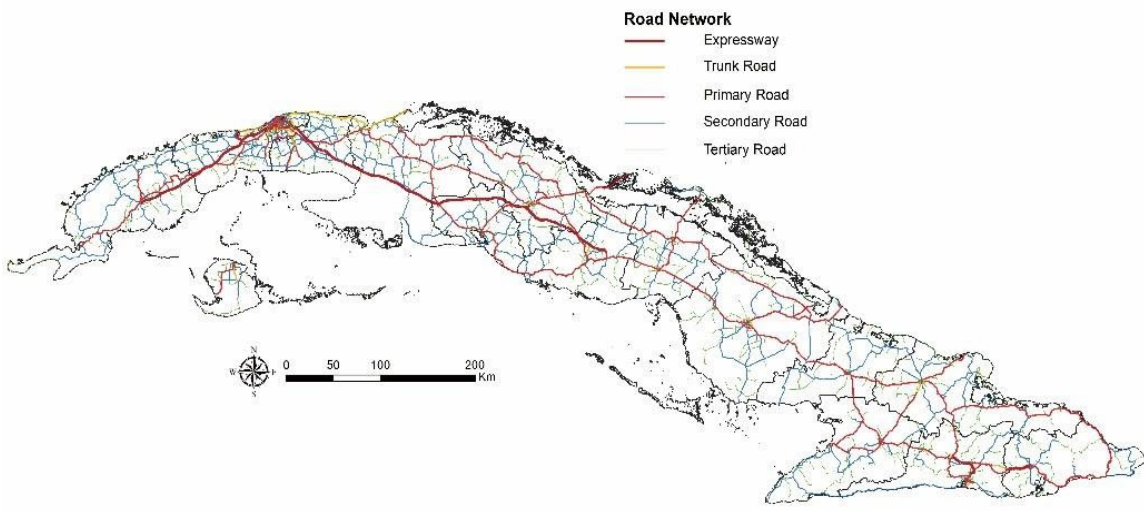 Road Network
Expressway
Trunk Road
Primary Road
Secondary Road
Tertiary Road
N
W E
S
0 50 100 200
Km